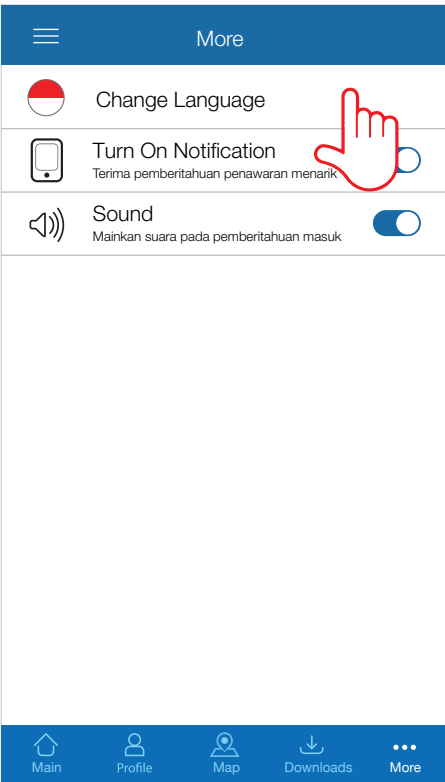 More
Change Language
Turn On Notification
Terima pemberitahuan penawaran menarik
Sound
Mainkan suara pada pemberitahuan masuk
Main
Profile
Map
Downloads
More